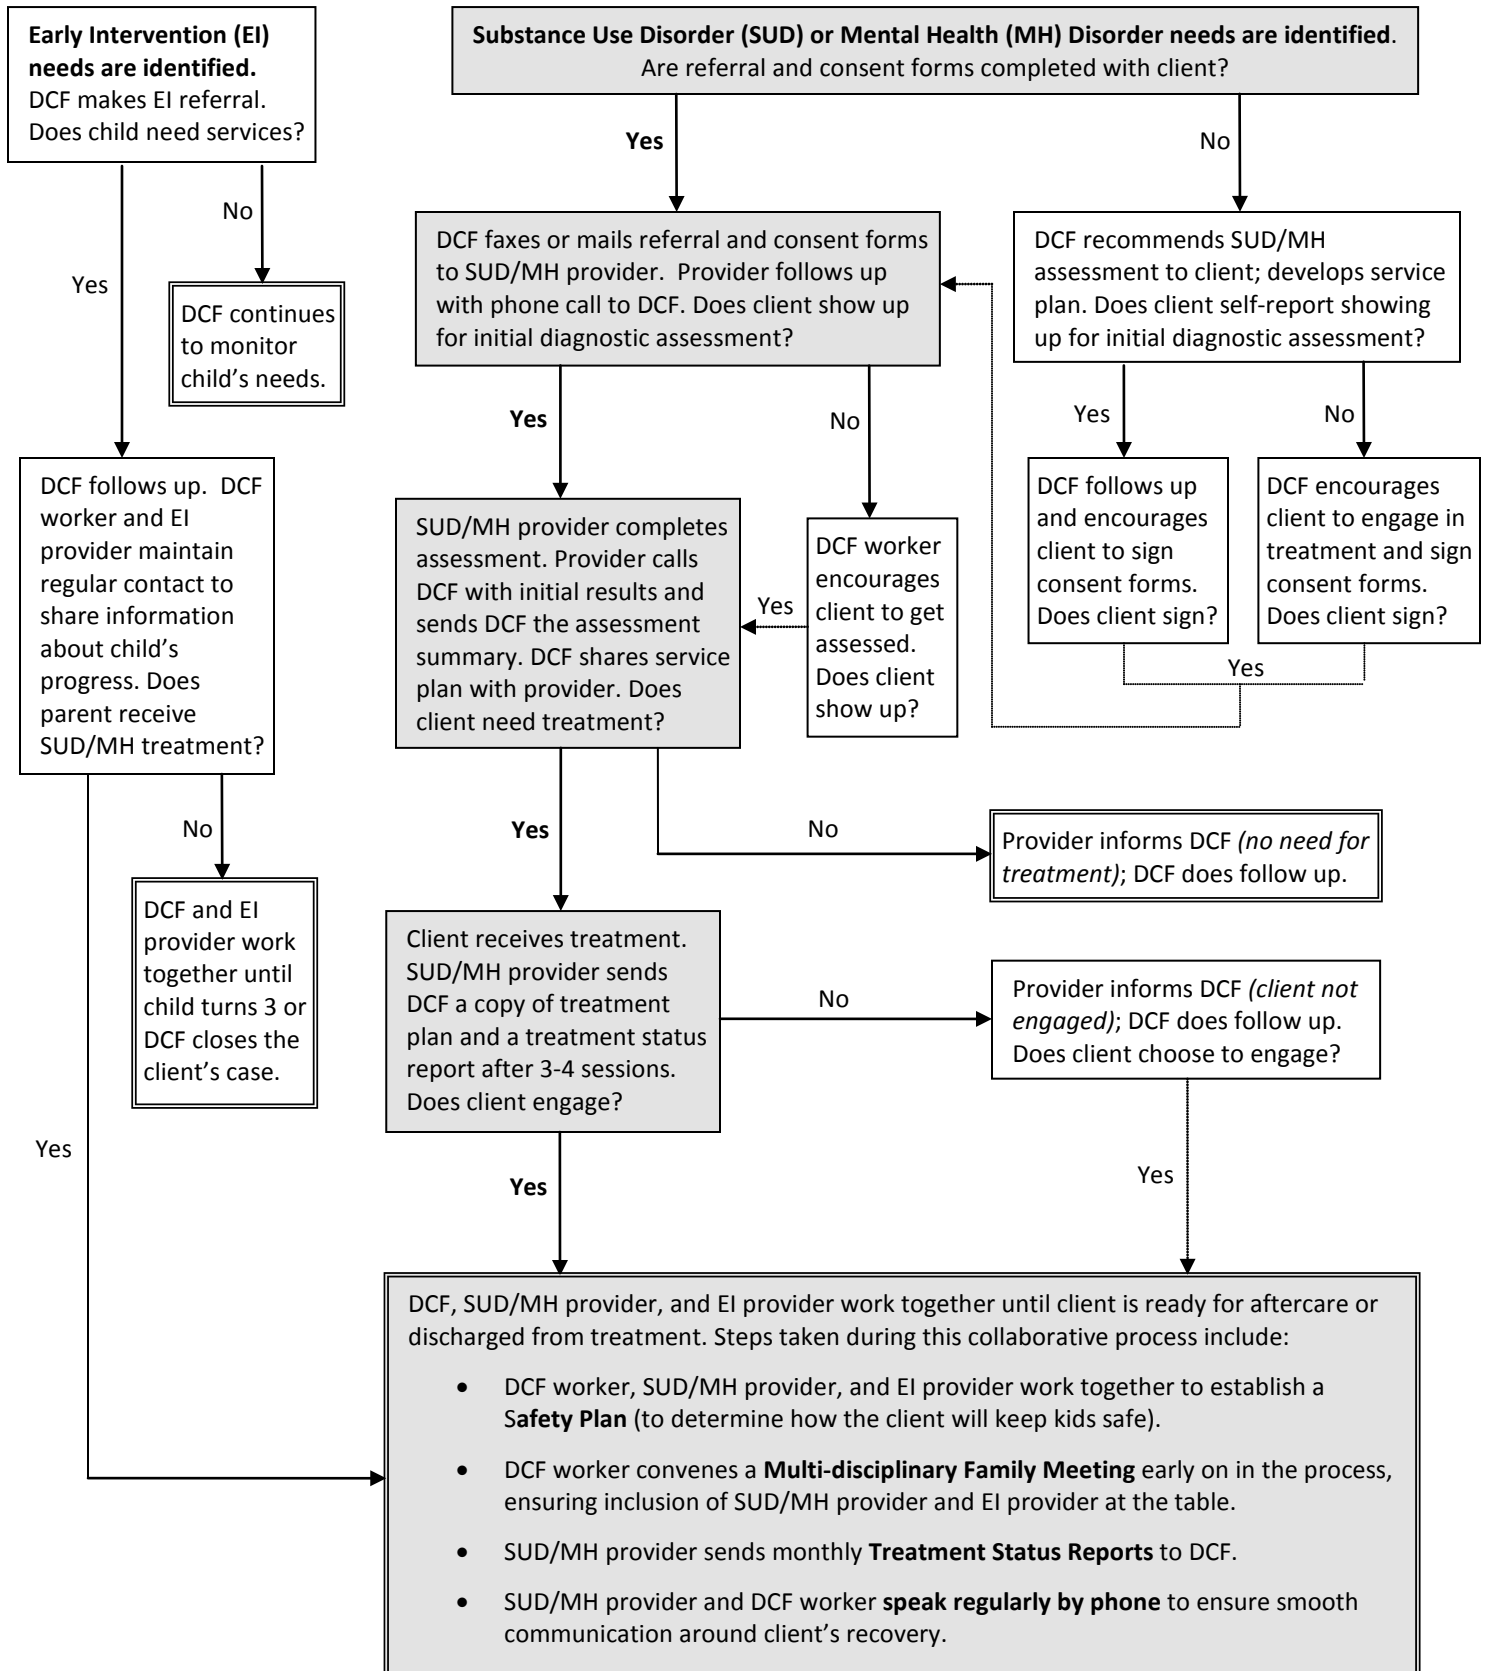 Early Intervention (EI)
needs are identified.
DCF makes EI referral.
Does child need services?
Substance Use Disorder (SUD) or Mental Health (MH) Disorder needs are identified.
Are referral and consent forms completed with client?
Yes
No
No
Yes
DCF continues
to monitor
child’s needs.
DCF faxes or mails referral and consent forms
to SUD/MH provider.  Provider follows up
with phone call to DCF. Does client show up
for initial diagnostic assessment?
DCF recommends SUD/MH
assessment to client; develops service
plan. Does client self-report showing
up for initial diagnostic assessment?
Yes
No
Yes
No
DCF follows up.  DCF
worker and EI
provider maintain
regular contact to
share information
about child’s
progress. Does
parent receive
SUD/MH treatment?
SUD/MH provider completes
assessment. Provider calls
DCF with initial results and
sends DCF the assessment
summary. DCF shares service
plan with provider. Does
client need treatment?
Yes
DCF worker
encourages
client to get
assessed.
Does client
show up?
DCF follows up
and encourages
client to sign
consent forms.
Does client sign?
DCF encourages
client to engage in
treatment and sign
consent forms.
Does client sign?
Yes
No
Yes
No
Provider informs DCF (no need for
treatment); DCF does follow up.
DCF and EI
provider work
together until
child turns 3 or
DCF closes the
client’s case.
Client receives treatment.
SUD/MH provider sends
DCF a copy of treatment
plan and a treatment status
report after 3-4 sessions.
Does client engage?
No
Provider informs DCF (client not
engaged); DCF does follow up.
Does client choose to engage?
Yes
Yes
Yes
DCF, SUD/MH provider, and EI provider work together until client is ready for aftercare or
discharged from treatment. Steps taken during this collaborative process include:
• DCF worker, SUD/MH provider, and EI provider work together to establish a
Safety Plan (to determine how the client will keep kids safe).
• DCF worker convenes a Multi-disciplinary Family Meeting early on in the process,
ensuring inclusion of SUD/MH provider and EI provider at the table.
• SUD/MH provider sends monthly Treatment Status Reports to DCF.
• SUD/MH provider and DCF worker speak regularly by phone to ensure smooth
communication around client’s recovery.